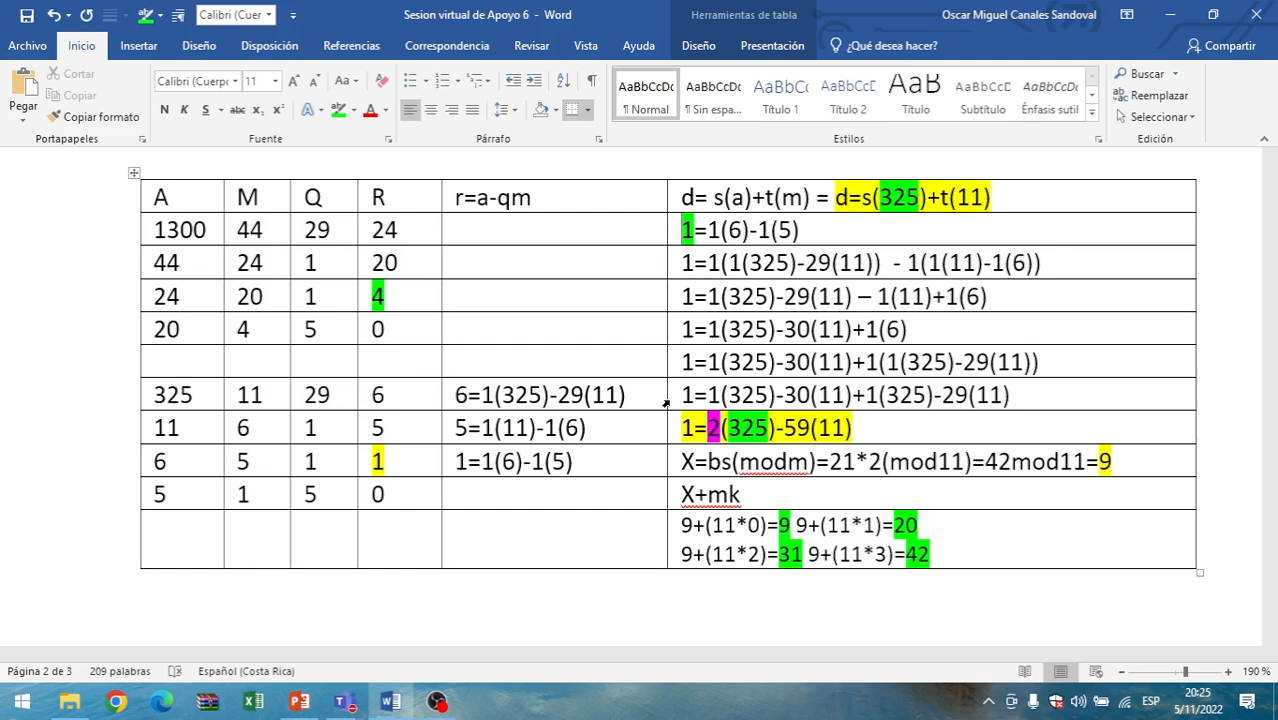 Calibri (Cuer
Sesion virtual de Apoyo 6 - Word
Herramientas de tabla
Oscar Miguel Canales Sandoval
Archivo Inicio Insertar Diseño Disposición Referencias Correspondencia Revisar Vista Ayuda Diseño Presentación ¿Qué desea hacer? Compartir
Pegar
Cortar
Copiar
Copiar formato
Portapapeles
Calibri (Cuerpo 11
N K S abc x₂ x²
Fuente
Párrafo
AaBbCcDc AaBbCcDc AaBbCc AaBbCcC AaB AaBbCcC AaBbCcDc
¶ Normal ¶ Sin espa... Título 1 Título 2 Título Subtítulo Énfasis sutil
Estilos
Buscar
Reemplazar
Seleccionar
Edición
A M Q R r=a-qm d= s(a)+t(m) = d=s(325)+t(11)
1300 44 29 24 1=1(6)-1(5)
44 24 1 20 1=1(1(325)-29(11)) - 1(1(11)-1(6))
24 20 1 4 1=1(325)-29(11) – 1(11)+1(6)
20 4 5 0 1=1(325)-30(11)+1(6)
1=1(325)-30(11)+1(1(325)-29(11))
325 11 29 6 6=1(325)-29(11) 1=1(325)-30(11)+1(325)-29(11)
11 6 1 5 5=1(11)-1(6) 1=2(325)-59(11)
6 5 1 1 1=1(6)-1(5) X=bs(modm)=21*2(mod11)=42mod11=9
5 1 5 0 X+mk
9+(11*0)=9 9+(11*1)=20
9+(11*2)=31 9+(11*3)=42
Página 2 de 3 209 palabras Español (Costa Rica) 190 %
ESP
20:25
5/11/2022